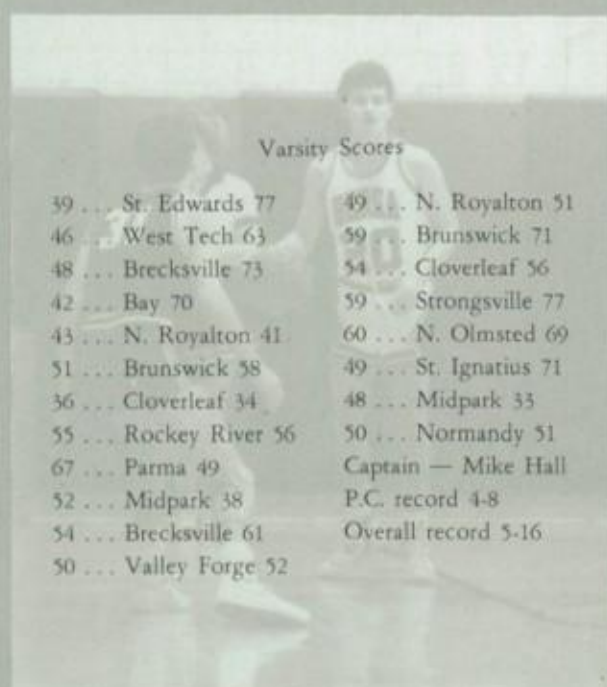 Varsity Scores
39 ... St. Edwards 77
46 ... West Tech 63
48 ... Brecksville 73
42 ... Bay 70
43 ... N. Royalton 41
51 ... Brunswick 58
36 ... Cloverleaf 34
55 ... Rockey River 56
67 ... Parma 49
52 ... Midpark 38
54 ... Brecksville 61
50 ... Valley Forge 52
49 ... N. Royalton 51
59 ... Brunswick 71
54 ... Cloverleaf 56
59 ... Strongsville 77
60 ... N. Olmsted 69
49 ... St. Ignatius 71
48 ... Midpark 33
50 ... Normandy 51
Captain — Mike Hall
P.C. record 4-8
Overall record 5-16